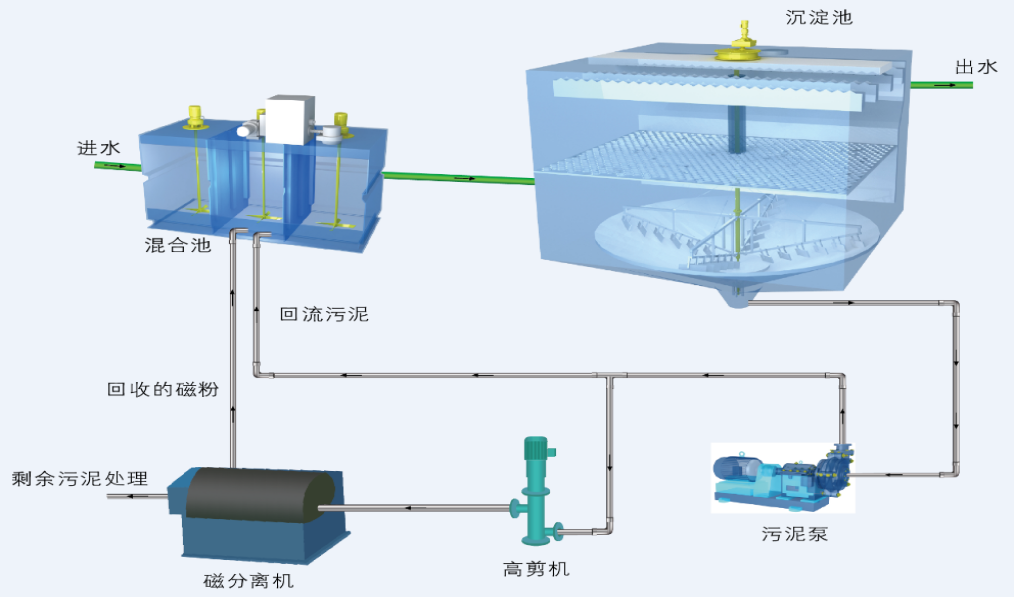 沉淀池
出水
进水
混合池
回流污泥
回收的磁粉
剩余污泥处理
污泥泵
高剪机
磁分离机